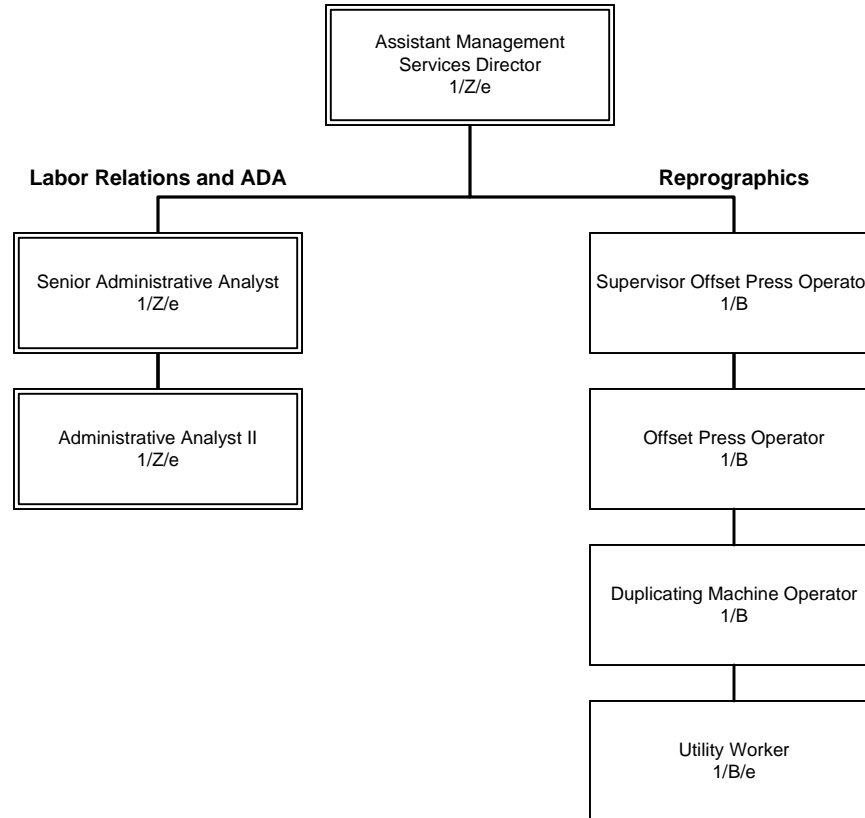 Assistant Management
Services Director
1/Z/e
Labor Relations and ADA
Reprographics
Senior Administrative Analyst
1/Z/e
Supervisor Offset Press
1/B
Administrative Analyst II
1/Z/e
Offset Press Operator
1/B
Duplicating Machine Operator
1/B
Utility Worker
1/B/e